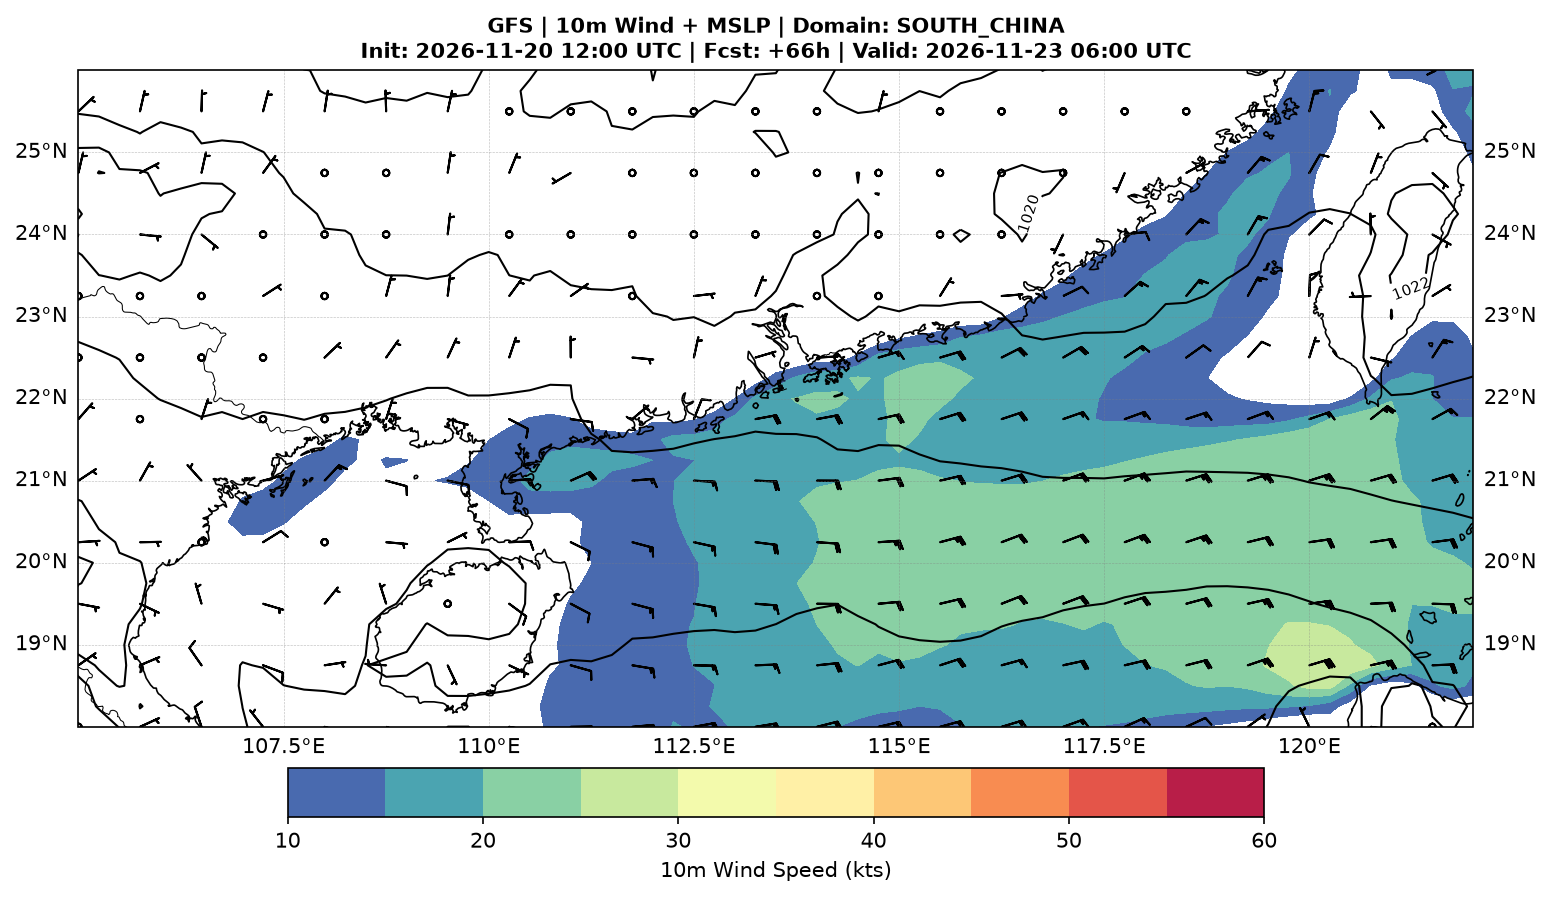 GFS | 10m Wind + MSLP | Domain: SOUTH_CHINA
Init: 2026-11-20 12:00 UTC | Fcst: +66h | Valid: 2026-11-23 06:00 UTC
25°N
25°N
1020
24°N
24°N
1022
23°N
23°N
22°N
22°N
21°N
21°N
20°N
20°N
19°N
19°N
107.5°E
110°E
112.5°E
115°E
117.5°E
120°E
10
20
30
40
50
60
10m Wind Speed (kts)